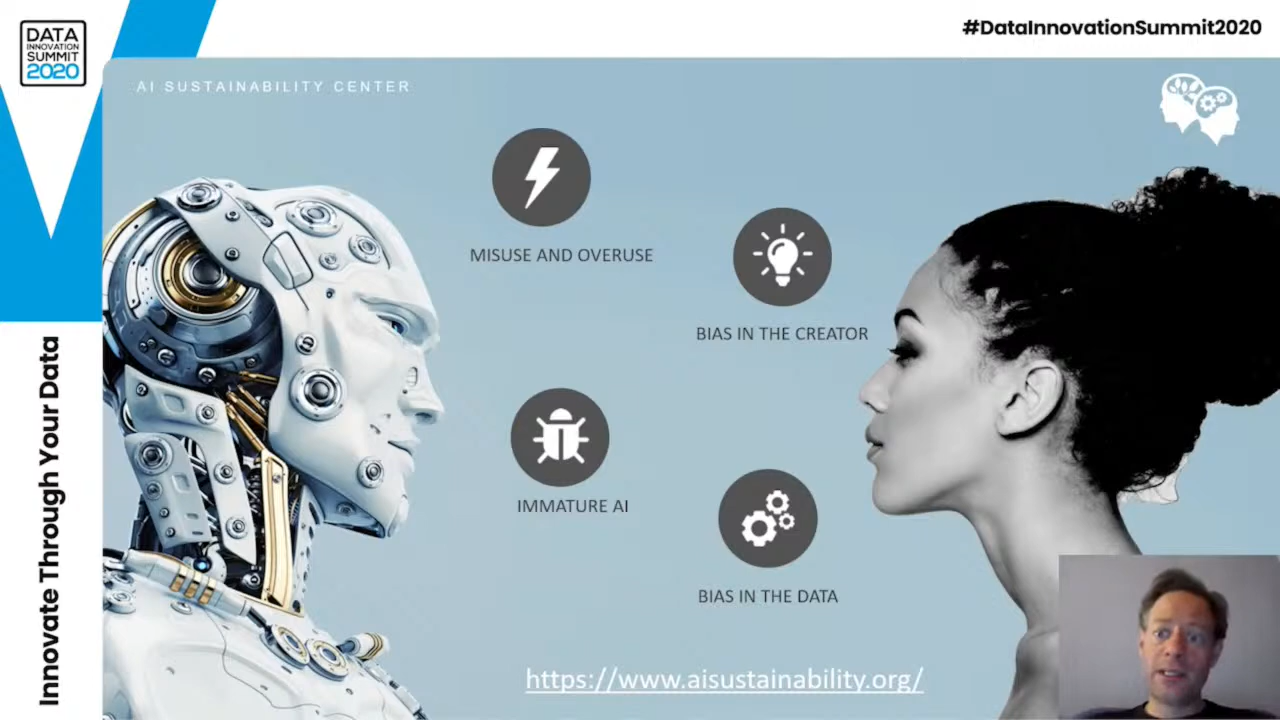 DATA
INNOVATION
SUMMIT
2020
#DataInnovationSummit2020
AI SUSTAINABILITY CENTER
MISUSE AND OVERUSE
BIAS IN THE CREATOR
IMMATURE AI
BIAS IN THE DATA
https://www.aisustainability.org/
Innovate Through Your Data